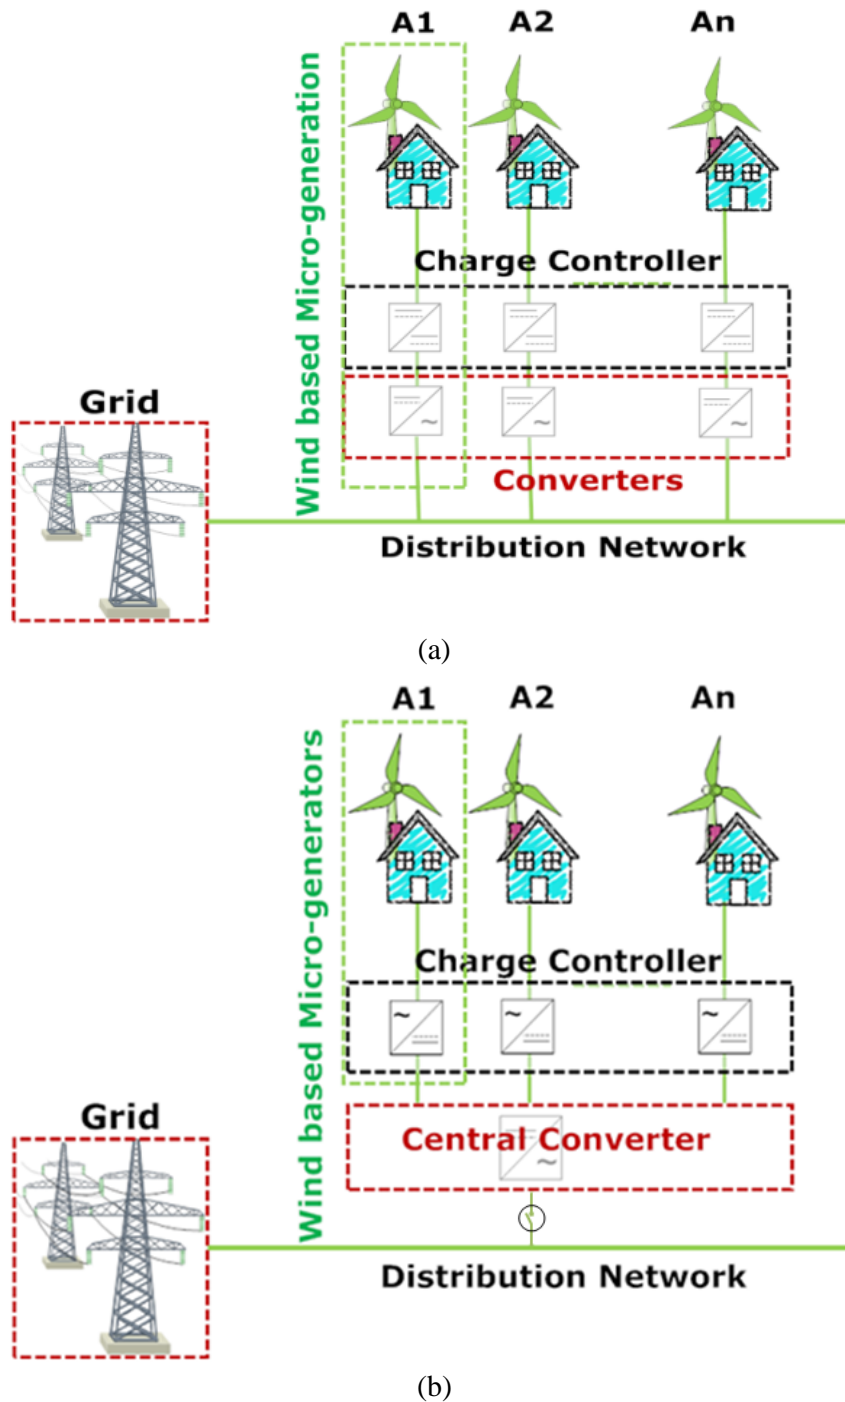 A1 A2 An
Wind based Micro-generation
Charge Controller
Grid
Converters
Distribution Network
(a)
A1 A2 An
Wind based Micro-generators
Charge Controller
Grid
Central Converter
Distribution Network
(b)